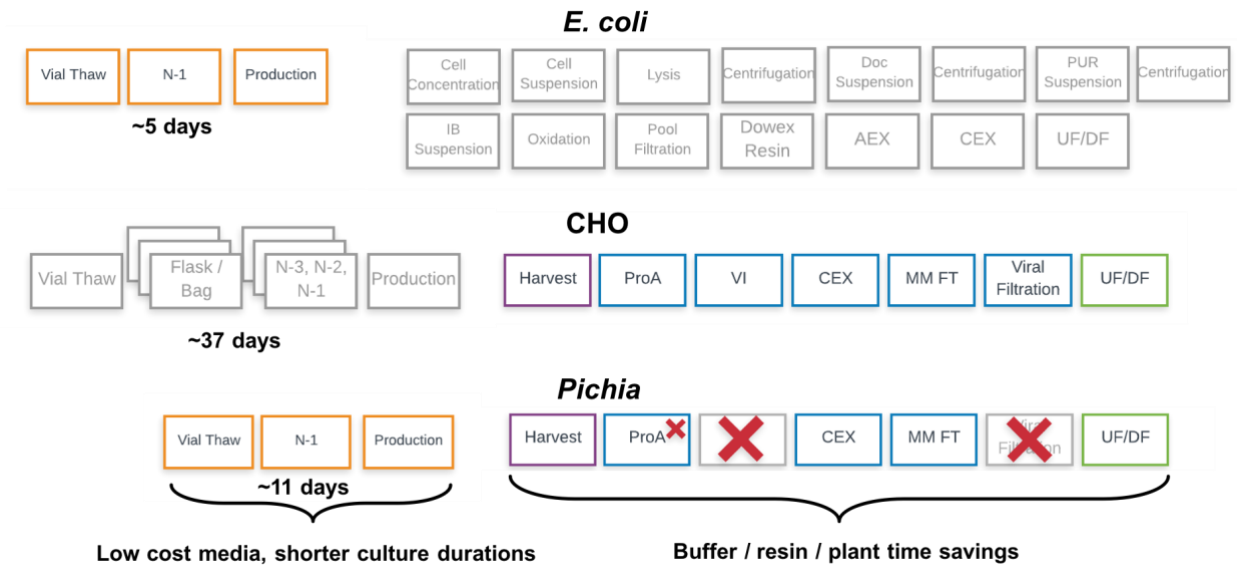 E. coli
Vial Thaw
N-1
Production
~5 days
Cell
Concentration
Cell
Suspension
Lysis
Centrifugation
Doc
Suspension
Centrifugation
PUR
Suspension
Centrifugation
IB
Suspension
Oxidation
Pool
Filtration
Dowex
Resin
AEX
CEX
UF/DF
CHO
Vial Thaw
Flask /
Bag
N-3, N-2,
N-1
Production
~37 days
Harvest
ProA
VI
CEX
MM FT
Viral
Filtration
UF/DF
Pichia
Vial Thaw
N-1
Production
~11 days
Harvest
ProA
CEX
MM FT
Viral
Filtration
UF/DF
Low cost media, shorter culture durations
Buffer / resin / plant time savings